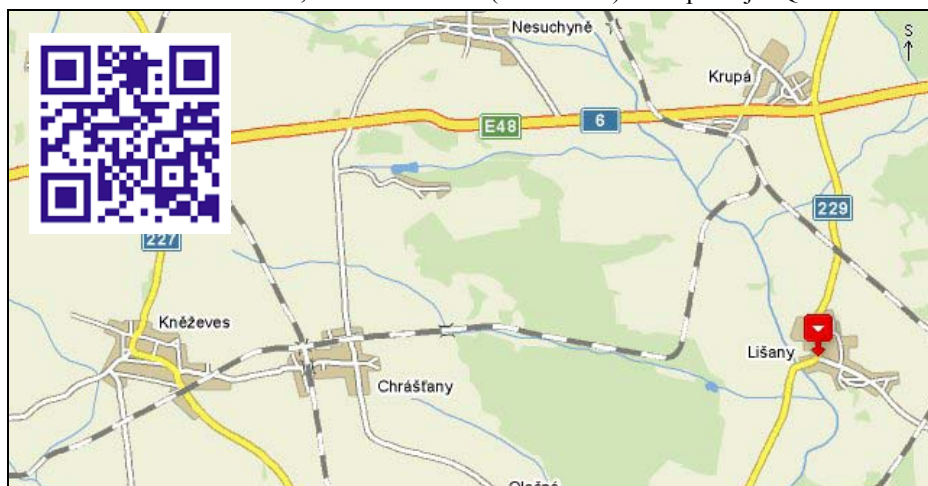 Nesuchyně
S
Krupá
E48
6
229
227
Kněževes
Lišany
Chrášťany